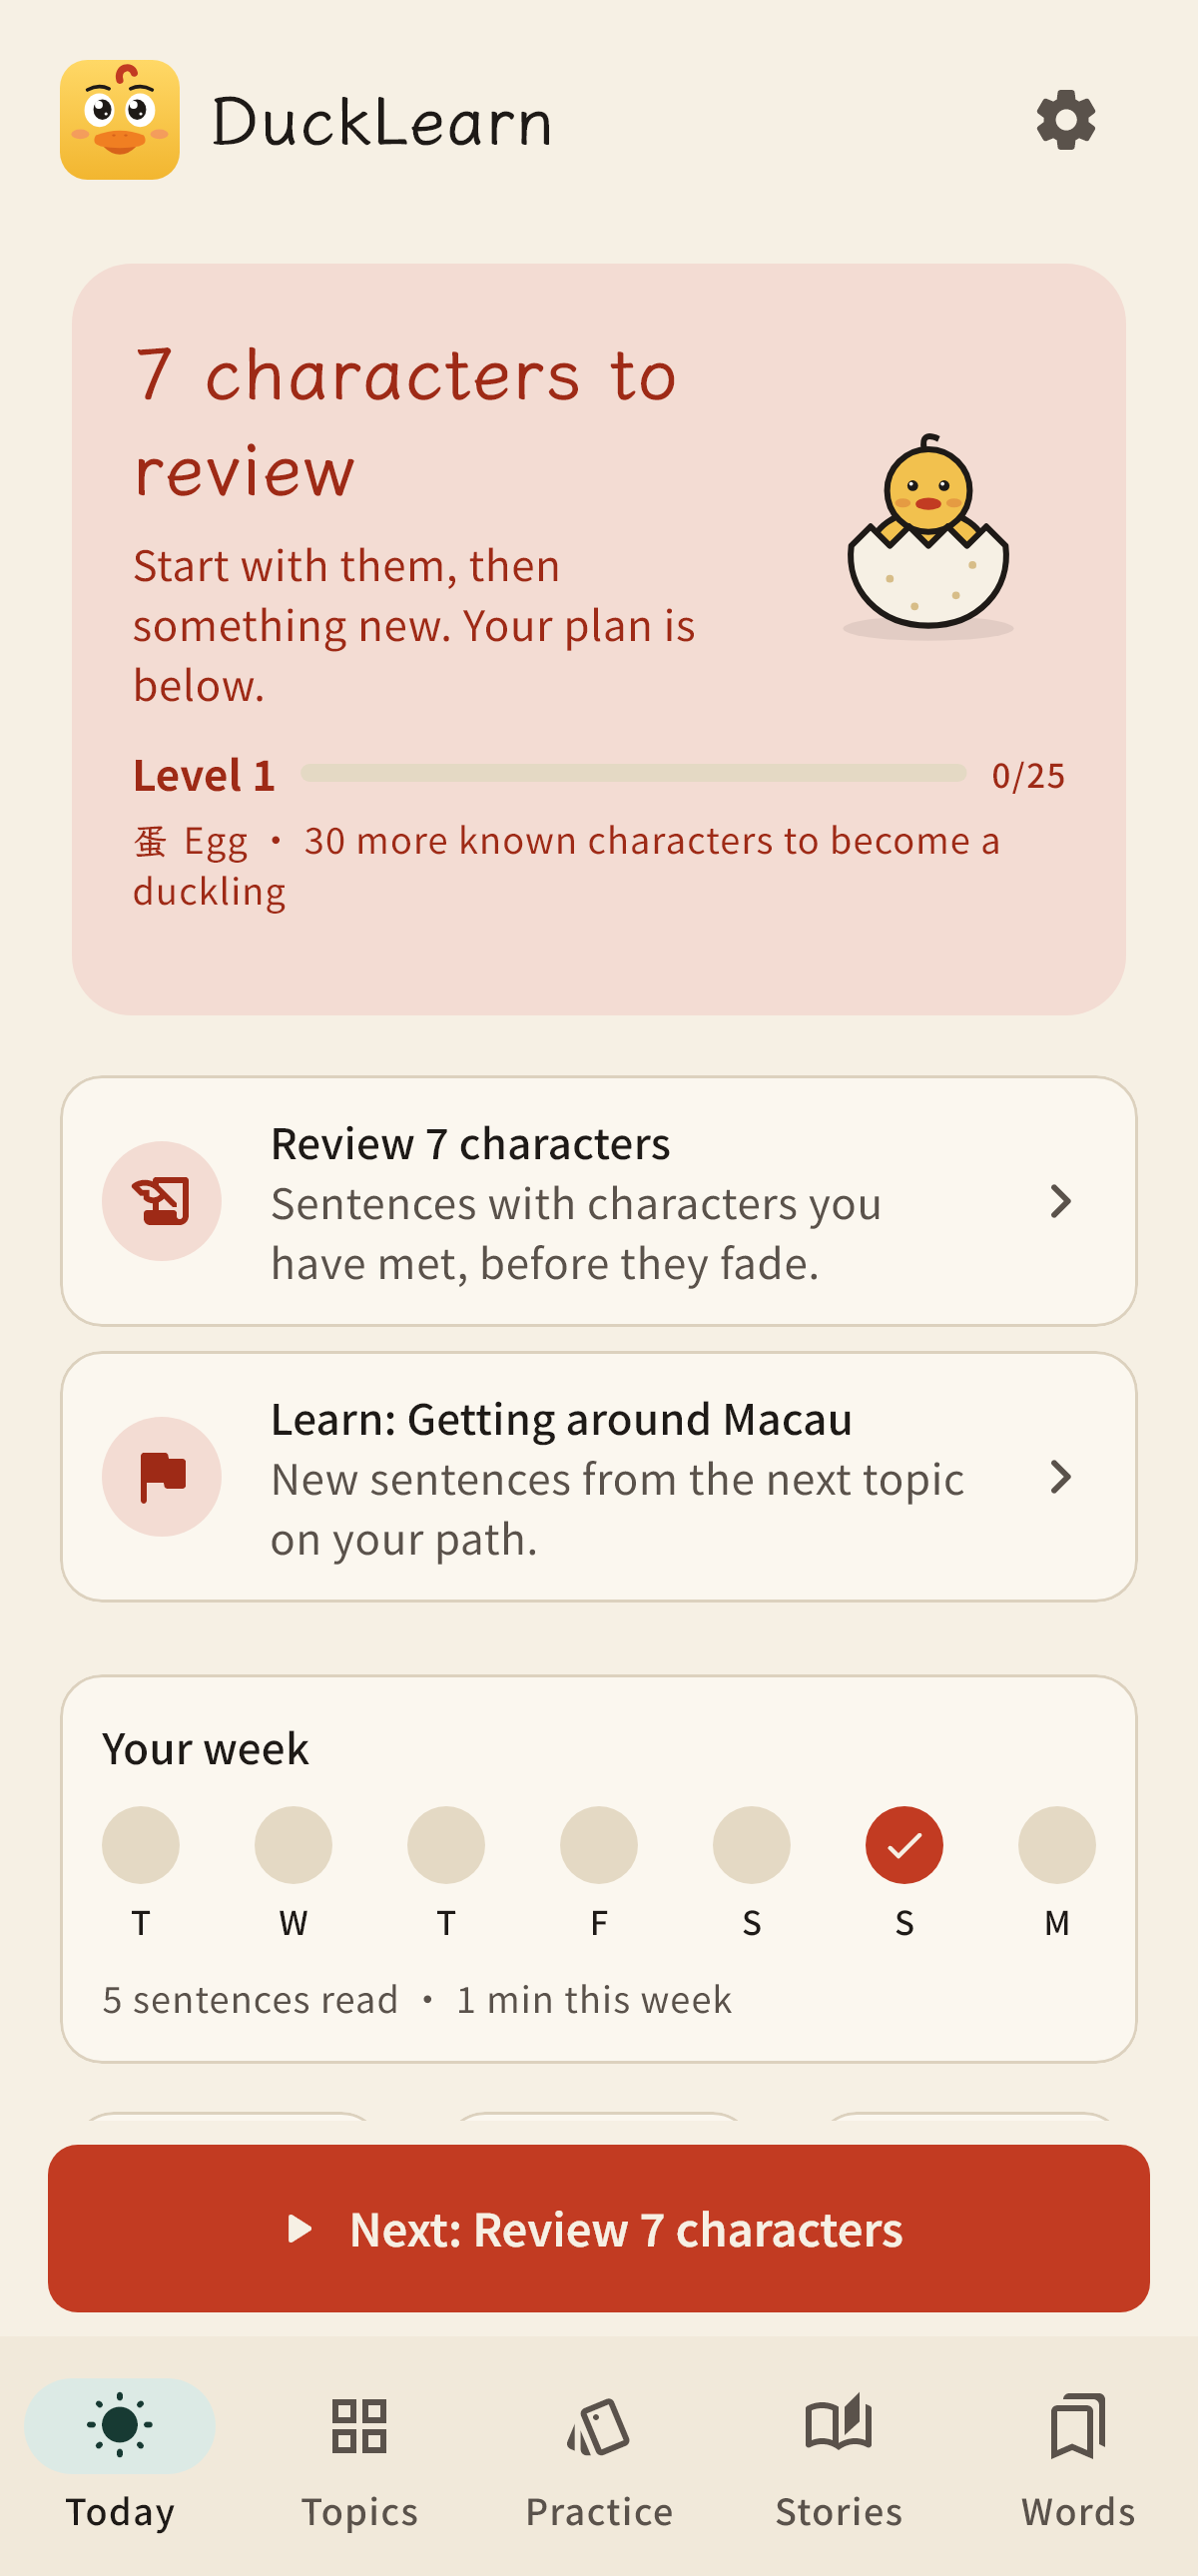 DuckLearn
7 characters to
review
Start with them, then
something new. Your plan is
below.
Level 1 0/25
蛋 Egg · 30 more known characters to become a
duckling
Review 7 characters
Sentences with characters you
have met, before they fade.
Learn: Getting around Macau
New sentences from the next topic
on your path.
Your week
T W T F S S M
5 sentences read · 1 min this week
Next: Review 7 characters
Today Topics Practice Stories Words